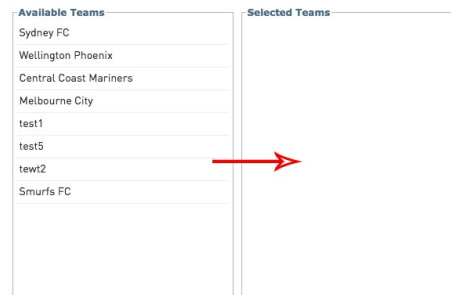 Available Teams
Selected Teams
Sydney FC
Wellington Phoenix
Central Coast Mariners
Melbourne City
test1
test5
tewt2
Smurfs FC